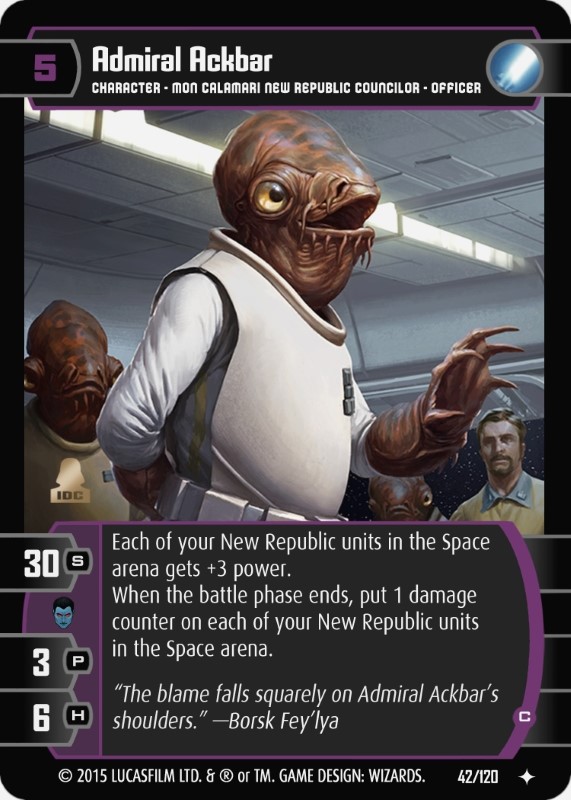 5
Admiral Ackbar
CHARACTER - MON CALAMARI NEW REPUBLIC COUNCILOR - OFFICER
IDC
30 S
3 P
6 H
Each of your New Republic units in the Space
arena gets +3 power.
When the battle phase ends, put 1 damage
counter on each of your New Republic units
in the Space arena.
“The blame falls squarely on Admiral Ackbar’s
shoulders.” —Borsk Fey’lya
C
© 2015 LUCASFILM LTD. & ® or TM. GAME DESIGN: WIZARDS. 42/120